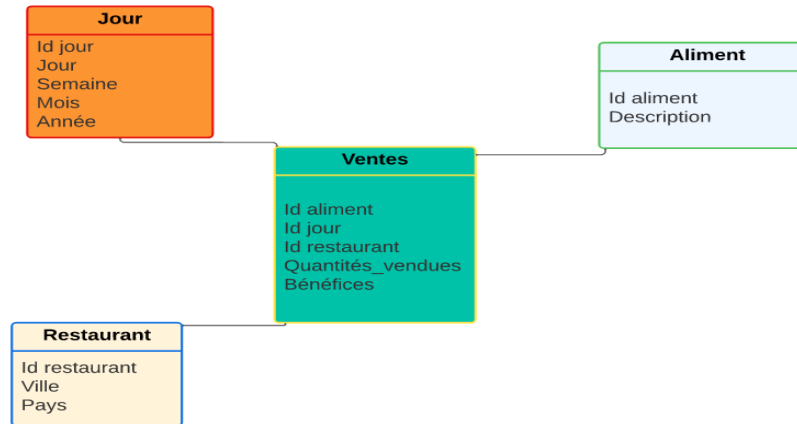 Jour
Id jour
Jour
Semaine
Mois
Année
Aliment
Id aliment
Description
Ventes
Id aliment
Id jour
Id restaurant
Quantités_vendues
Bénéfices
Restaurant
Id restaurant
Ville
Pays